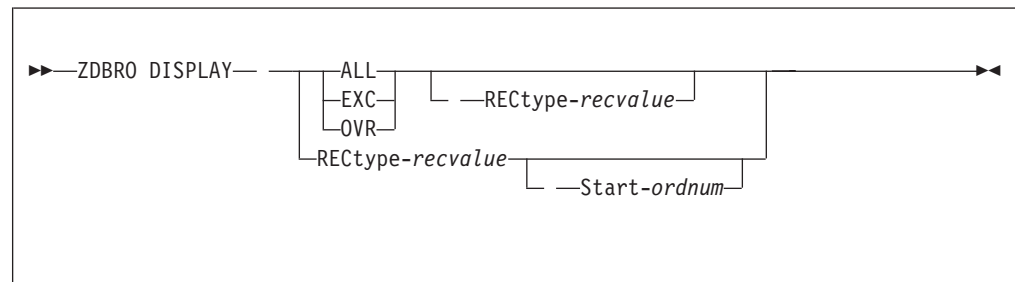 ZDBRO DISPLAY ALL
EXC RECtype-recvalue
OVR
RECtype-recvalue
Start-ordnum